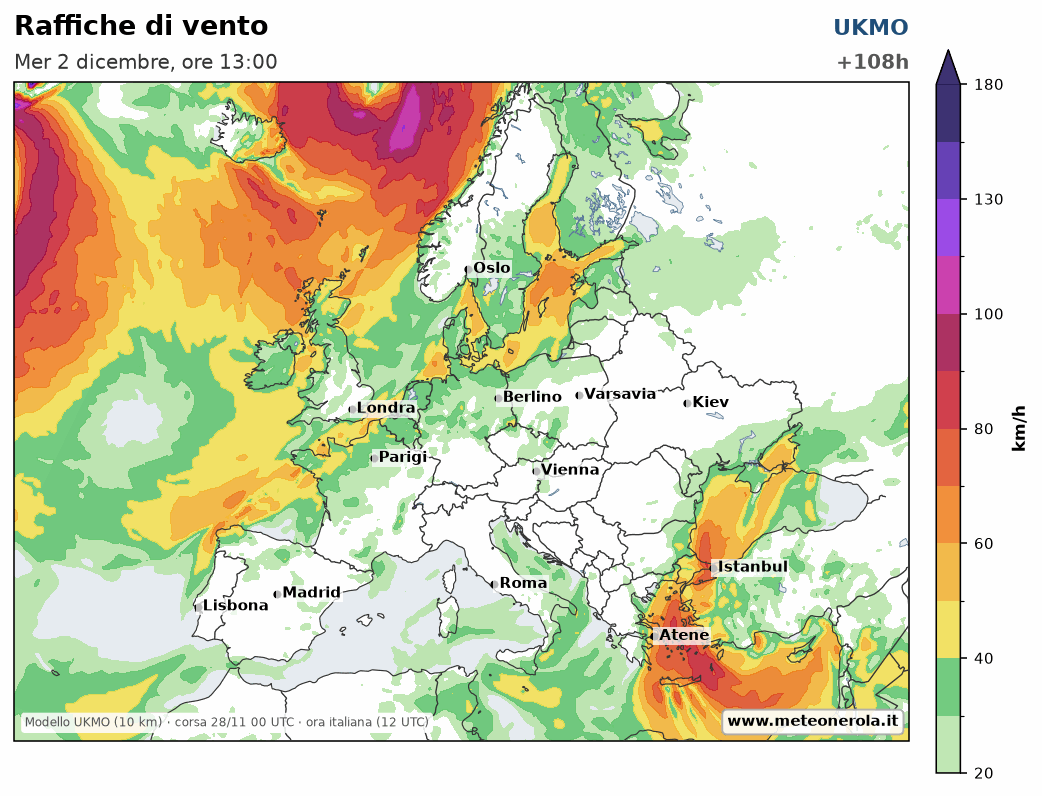 Raffiche di vento
UKMO
Mer 2 dicembre, ore 13:00
+108h
180
130
100
80
60
40
20
km/h
Oslo
Londra
Berlino
Varsavia
Kiev
Parigi
Vienna
Istanbul
Roma
Madrid
Lisbona
Atene
Modello UKMO (10 km) · corsa 28/11 00 UTC · ora italiana (12 UTC)
www.meteonerola.it